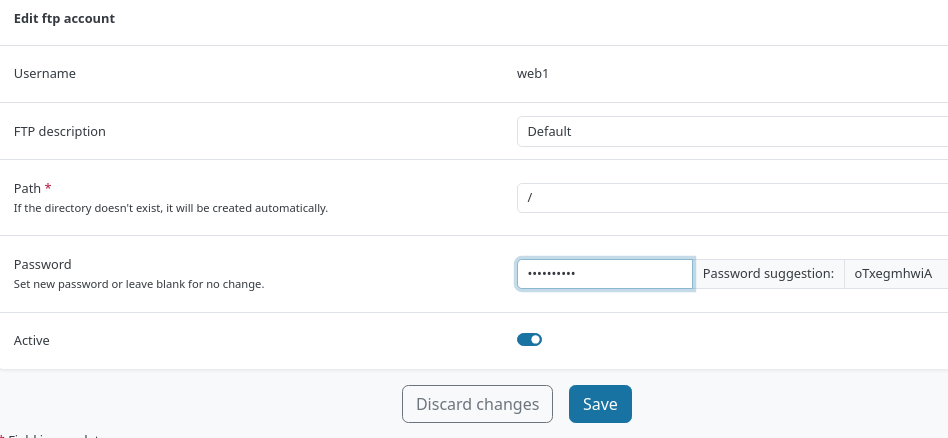 Edit ftp account
Username
web1
FTP description
Default
Path *
If the directory doesn't exist, it will be created automatically.
/
Password
Set new password or leave blank for no change.
••••••••••
Password suggestion:
oTxegmhwiA
Active
Discard changes
Save